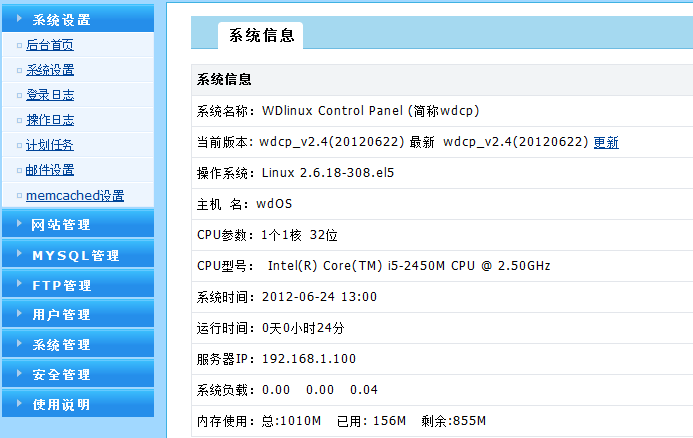 系统设置
后台首页
系统设置
登录日志
操作日志
计划任务
邮件设置
memcached设置
网站管理
MYSQL管理
FTP管理
用户管理
系统管理
安全管理
使用说明
系统信息
系统信息
系统名称：WDlinux Control Panel (简称wdcp)
当前版本: wdcp_v2.4(20120622) 最新 wdcp_v2.4(20120622) 更新
操作系统：Linux 2.6.18-308.el5
主机 名：wdOS
CPU参数：1个1核 32位
CPU型号： Intel(R) Core(TM) i5-2450M CPU @ 2.50GHz
系统时间：2012-06-24 13:00
运行时间：0天0小时24分
服务器IP：192.168.1.100
系统负载：0.00 0.00 0.04
内存使用：总:1010M 已用: 156M 剩余:855M